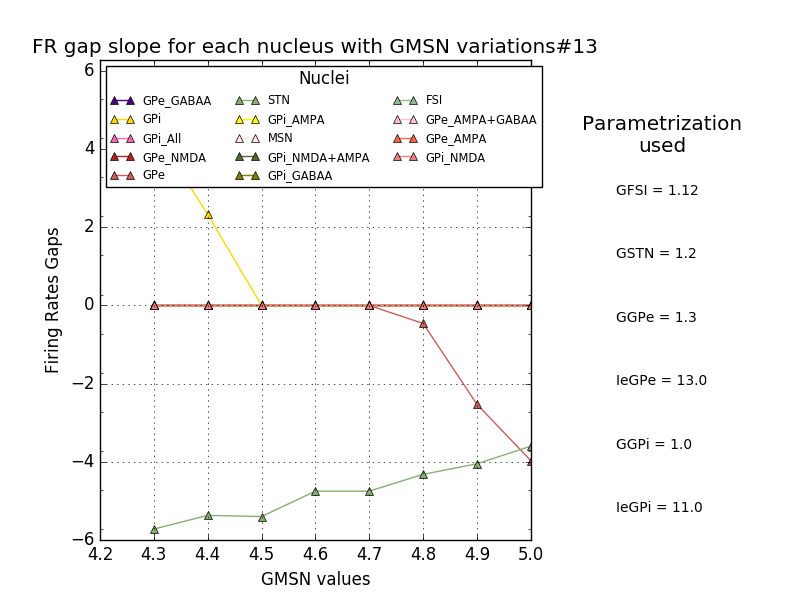 FR gap slope for each nucleus with GMSN variations#13
Nuclei
GPe_GABAA STN FSI
GPi GPi_AMPA GPe_AMPA+GABAA
GPi_All MSN GPe_AMPA
GPe_NMDA GPi_NMDA+AMPA GPi_NMDA
GPe GPi_GABAA
6
4
2
0
−2
−4
−6
Firing Rates Gaps
4.2 4.3 4.4 4.5 4.6 4.7 4.8 4.9 5.0
GMSN values
Parametrization
used
GFSI = 1.12
GSTN = 1.2
GGPe = 1.3
IeGPe = 13.0
GGPi = 1.0
IeGPi = 11.0